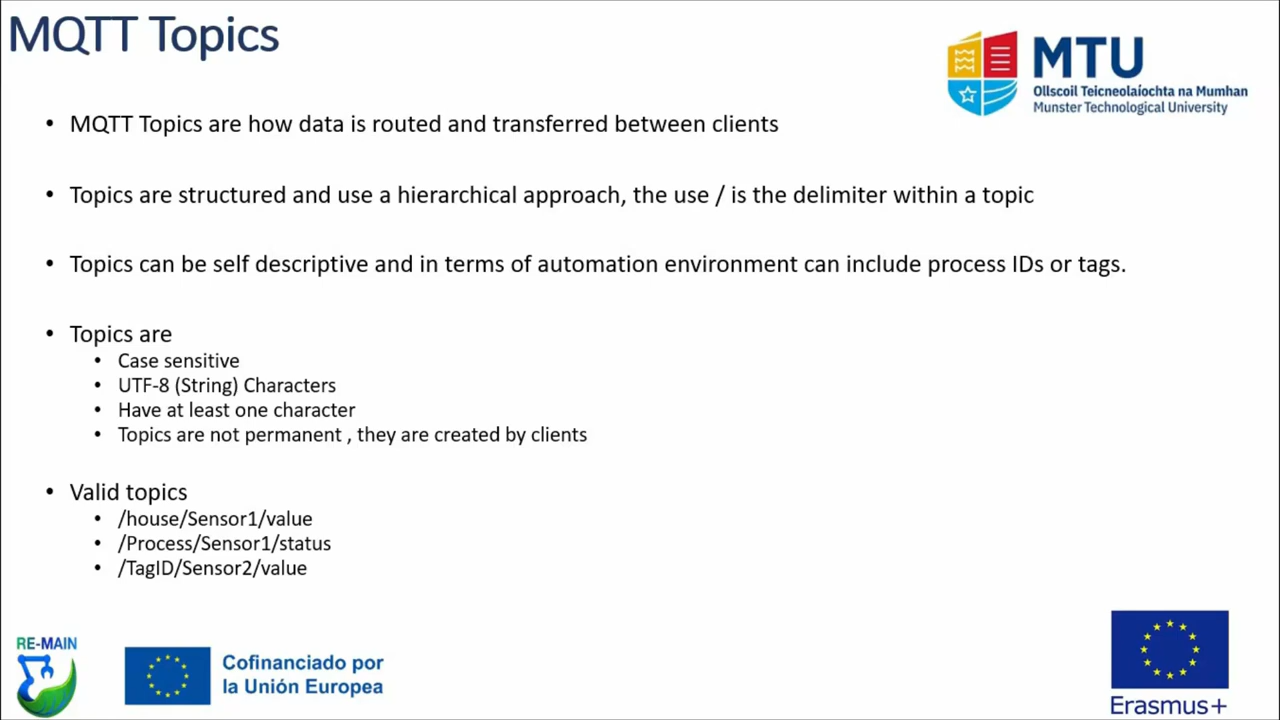 MQTT Topics
MTU
Ollscoil Teicneolaíochta na Mumhan
Munster Technological University
• MQTT Topics are how data is routed and transferred between clients
• Topics are structured and use a hierarchical approach, the use / is the delimiter within a topic
• Topics can be self descriptive and in terms of automation environment can include process IDs or tags.
• Topics are
• Case sensitive
• UTF-8 (String) Characters
• Have at least one character
• Topics are not permanent , they are created by clients
• Valid topics
• /house/Sensor1/value
• /Process/Sensor1/status
• /TagID/Sensor2/value
RE-MAIN
Cofinanciado por
la Unión Europea
Erasmus+